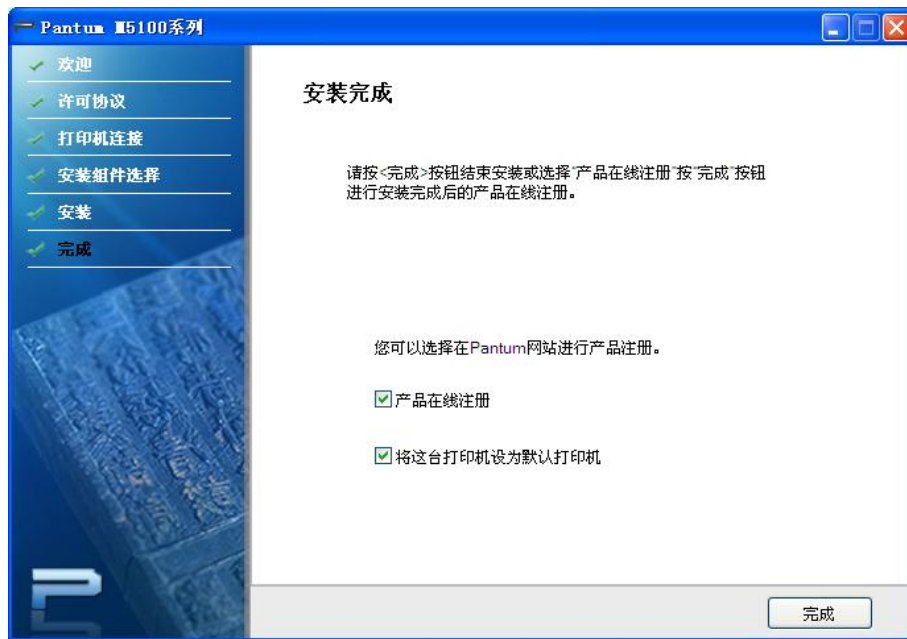 Pantum M5100系列
欢迎
许可协议
打印机连接
安装组件选择
安装
完成
安装完成
请按<完成>按钮结束安装或选择“产品在线注册”按“完成”按钮
进行安装完成后的产品在线注册。
您可以选择在Pantum网站进行产品注册。
产品在线注册
将这台打印机设为默认打印机
完成